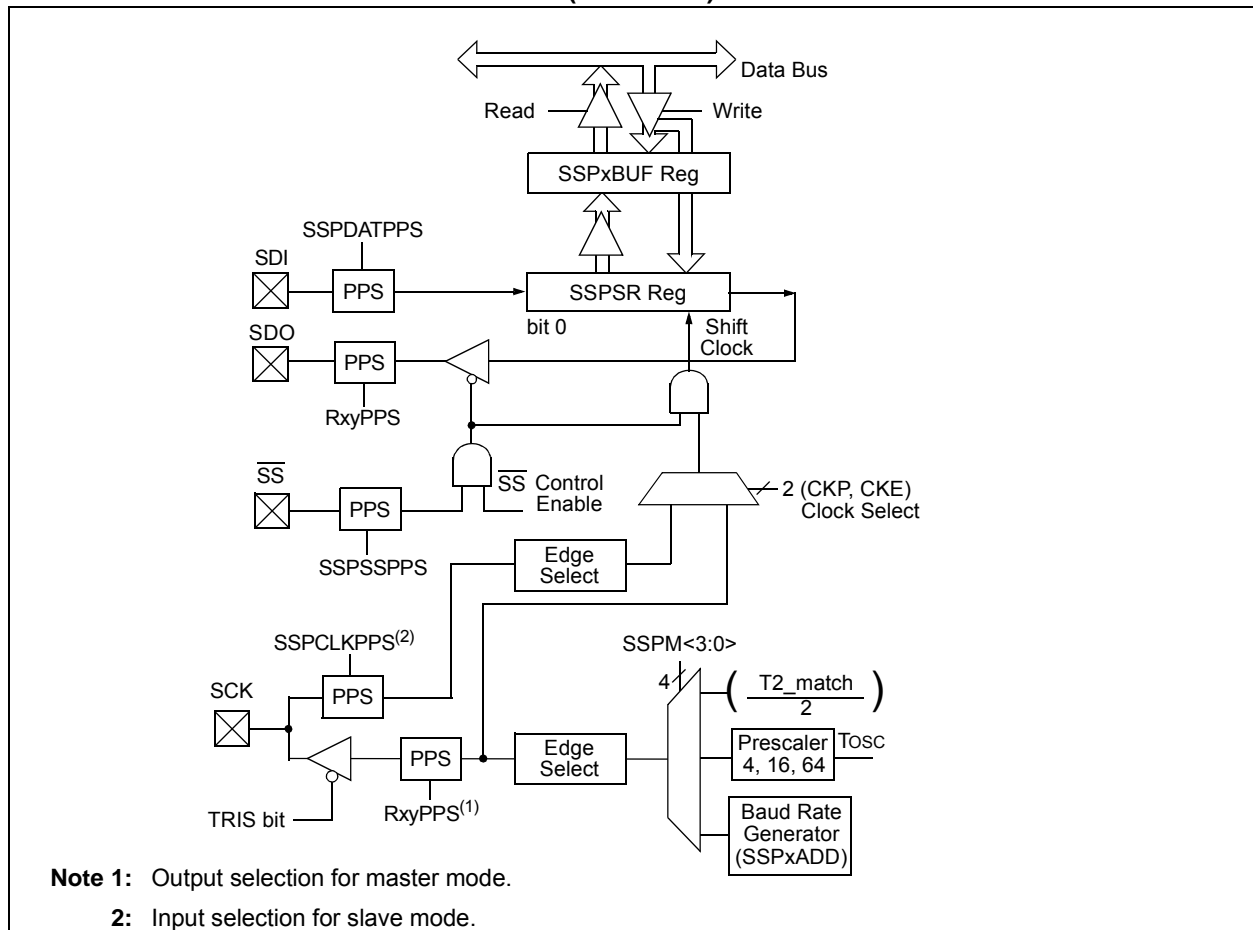 Data Bus
Read
Write
SSPxBUF Reg
SSPDATPPS
SDI
PPS
SSPSR Reg
bit 0
Shift
Clock
SDO
PPS
RxyPPS
SS
PPS
SS Control
Enable
2 (CKP, CKE)
Clock Select
SSPSSPPS
Edge
Select
SSPCLKPPS(2)
SSPM<3:0>
4
SCK
PPS
( T2_match )
2
PPS
Edge
Select
Prescaler
4, 16, 64
TOSC
RxyPPS(1)
TRIS bit
Baud Rate
Generator
(SSPxADD)
Note 1: Output selection for master mode.
2: Input selection for slave mode.